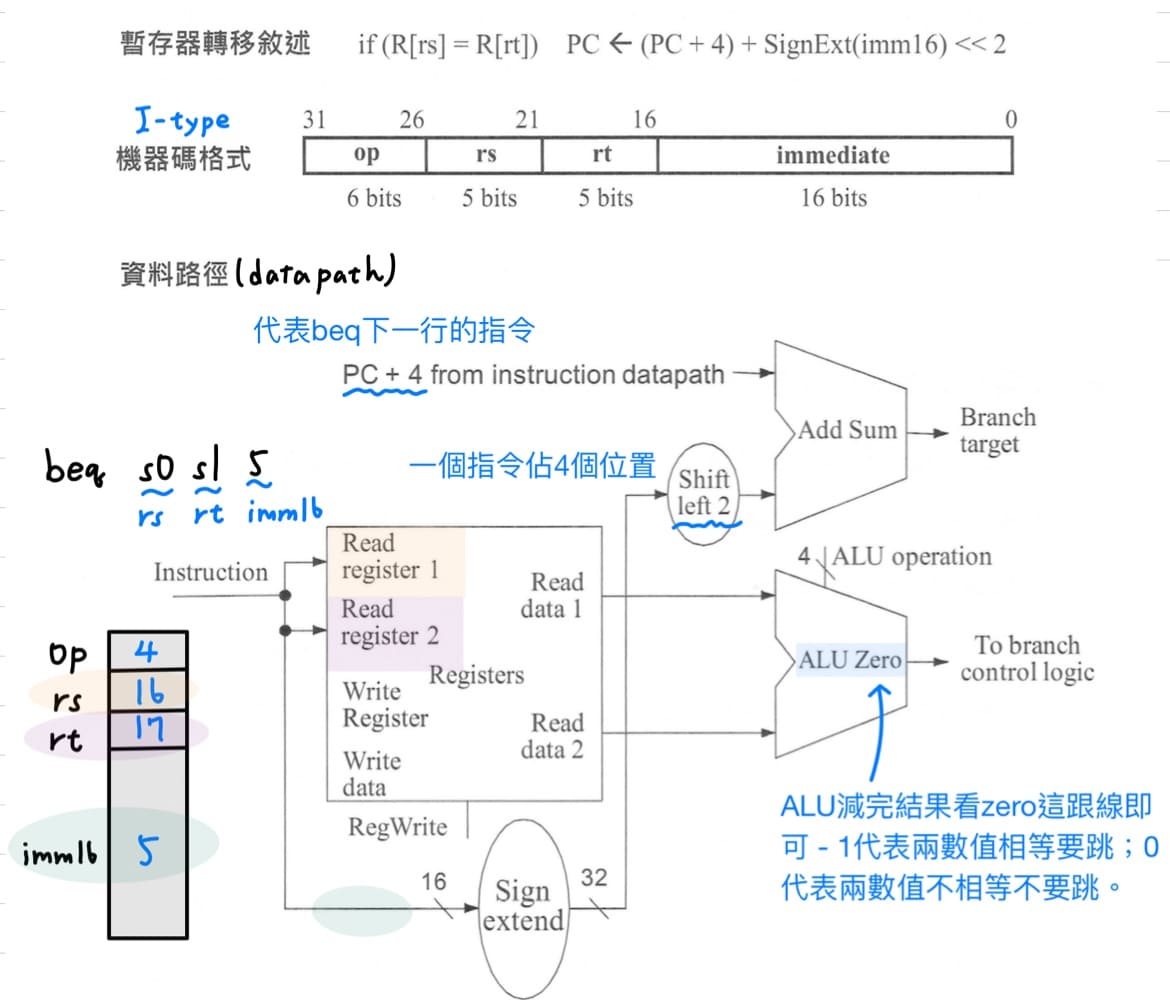 暫存器轉移敘述 if (R[rs] = R[rt]) PC ← (PC + 4) + SignExt(imm16) << 2
I-type
機器碼格式
31 26 21 16 0
op rs rt immediate
6 bits 5 bits 5 bits 16 bits
資料路徑(datapath)
代表beq下一行的指令
PC + 4 from instruction datapath
Add Sum
Branch
target
beq s0 s1 5
rs rt imm16
一個指令佔4個位置
Shift
left 2
Instruction
Read
register 1
Read
register 2
Write
Register
Write
data
Registers
Read
data 1
Read
data 2
RegWrite
4 ALU operation
ALU Zero
To branch
control logic
op 4
rs 16
rt 17
imm16 5
16
Sign
extend
32
ALU減完結果看zero這跟線即
可 - 1代表兩數值相等要跳；0
代表兩數值不相等不要跳。